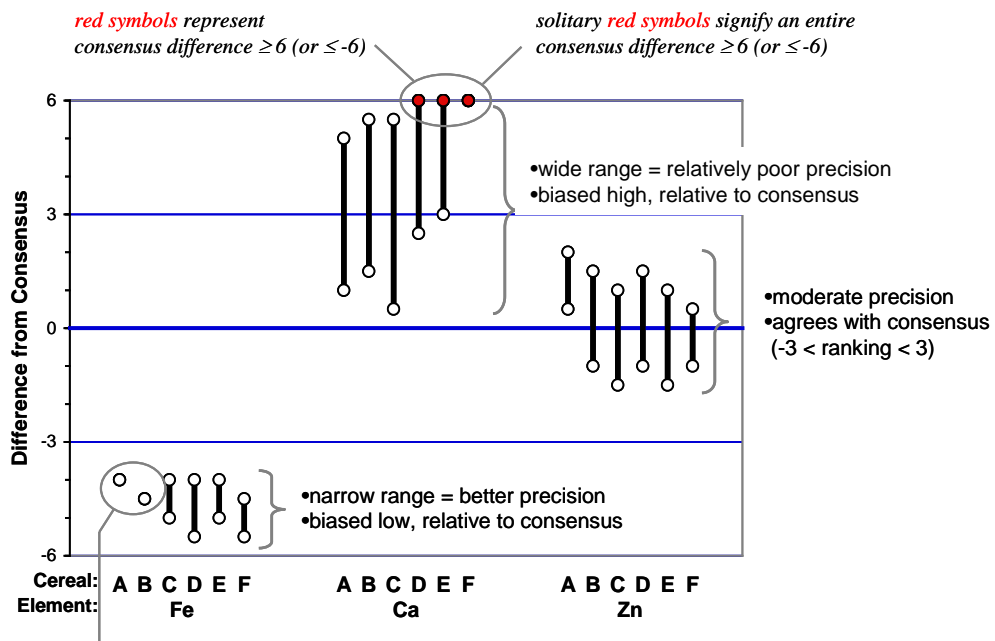 red symbols represent
consensus difference ≥6 (or ≤-6)
solitary red symbols signify an entire
consensus difference ≥6 (or ≤-6)
6
3
0
-3
-6
Difference from Consensus
•wide range = relatively poor precision
•biased high, relative to consensus
•moderate precision
•agrees with consensus
(-3 < ranking < 3)
•narrow range = better precision
•biased low, relative to consensus
Cereal: A B C D E F A B C D E F A B C D E F
Element: Fe Ca Zn